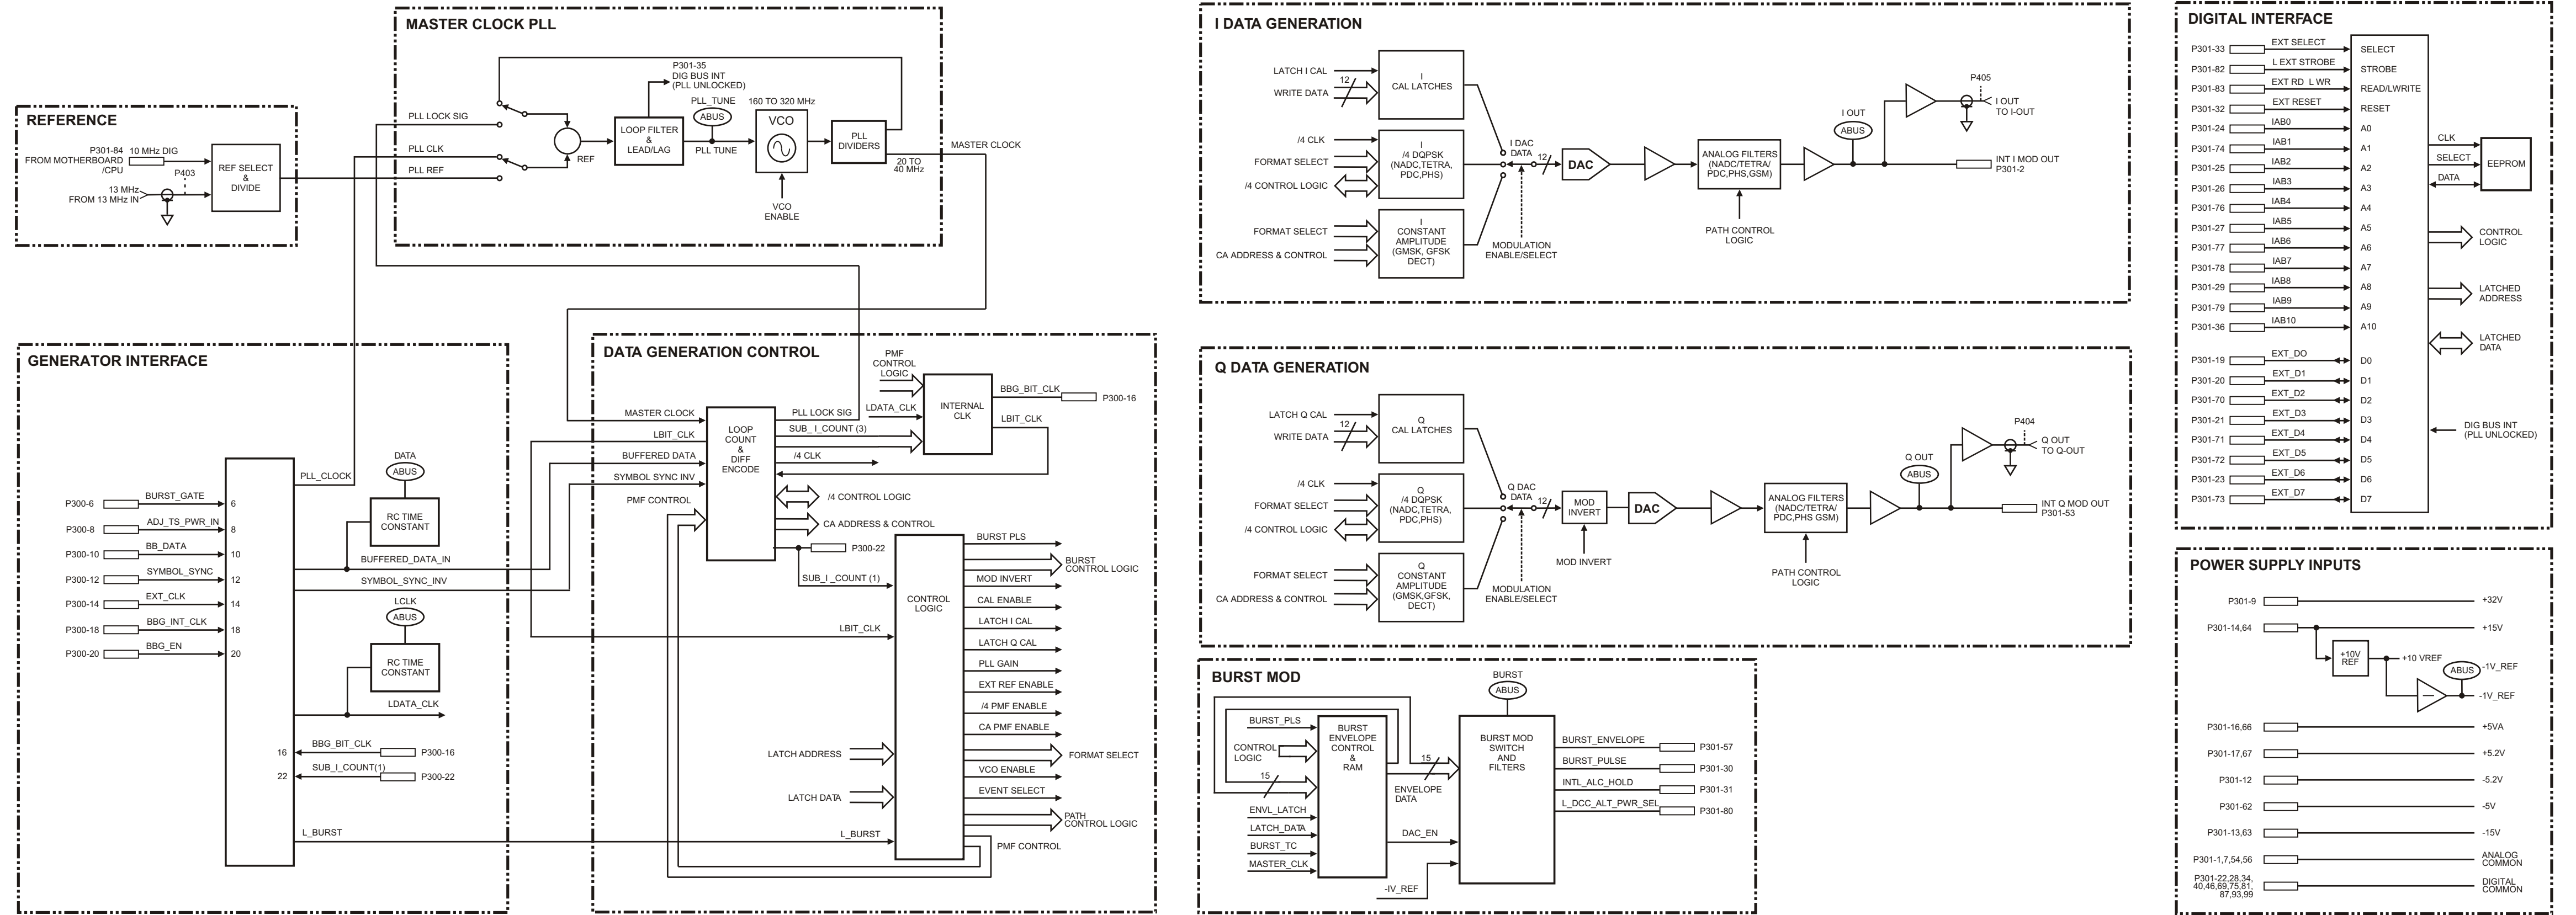 MASTER CLOCK PLL
P301-35
DIG BUS INT
(PLL UNLOCKED)
PLL_TUNE
ABUS
160 TO 320 MHz
VCO
PLL LOCK SIG
PLL CLK
PLL REF
REF
LOOP FILTER
&
LEAD/LAG
PLL TUNE
PLL
DIVIDERS
20 TO
40 MHz
VCO
ENABLE
MASTER CLOCK
REFERENCE
P301-84
10 MHz DIG
FROM MOTHERBOARD
/CPU
P403
13 MHz
FROM 13 MHz IN
REF SELECT
&
DIVIDE
GENERATOR INTERFACE
PLL_CLOCK
DATA
ABUS
RC TIME
CONSTANT
P300-6
BURST_GATE
6
P300-8
ADJ_TS_PWR_IN
8
P300-10
BB_DATA
10
P300-12
SYMBOL_SYNC
12
P300-14
EXT_CLK
14
P300-18
BBG_INT_CLK
18
P300-20
BBG_EN
20
BUFFERED_DATA_IN
SYMBOL_SYNC_INV
LCLK
ABUS
RC TIME
CONSTANT
LDATA_CLK
16
BBG_BIT_CLK
P300-16
22
SUB_I_COUNT(1)
P300-22
L_BURST
DATA GENERATION CONTROL
PMF
CONTROL
LOGIC
LDATA_CLK
INTERNAL
CLK
BBG_BIT_CLK
P300-16
LBIT_CLK
MASTER CLOCK
LBIT_CLK
BUFFERED DATA
SYMBOL SYNC INV
PMF CONTROL
LOOP
COUNT
&
DIFF
ENCODE
PLL LOCK SIG
SUB_ I_COUNT (3)
/4 CLK
/4 CONTROL LOGIC
CA ADDRESS & CONTROL
P300-22
SUB_I _COUNT (1)
LBIT_CLK
LATCH ADDRESS
LATCH DATA
L_BURST
CONTROL
LOGIC
BURST PLS
BURST
CONTROL LOGIC
MOD INVERT
CAL ENABLE
LATCH I CAL
LATCH Q CAL
PLL GAIN
EXT REF ENABLE
/4 PMF ENABLE
CA PMF ENABLE
FORMAT SELECT
VCO ENABLE
EVENT SELECT
PATH
CONTROL LOGIC
PMF CONTROL
I DATA GENERATION
LATCH I CAL
12
WRITE DATA
I
CAL LATCHES
/4 CLK
FORMAT SELECT
/4 CONTROL LOGIC
I
/4 DQPSK
(NADC,TETRA,
PDC,PHS)
FORMAT SELECT
CA ADDRESS & CONTROL
I
CONSTANT
AMPLITUDE
(GMSK, GFSK
DECT)
I DAC
DATA
12
MODULATION
ENABLE/SELECT
DAC
ANALOG FILTERS
(NADC/TETRA/
PDC,PHS,GSM)
PATH CONTROL
LOGIC
I OUT
ABUS
P405
I OUT
TO I-OUT
INT I MOD OUT
P301-2
Q DATA GENERATION
LATCH Q CAL
12
WRITE DATA
Q
CAL LATCHES
/4 CLK
FORMAT SELECT
/4 CONTROL LOGIC
Q
/4 DQPSK
(NADC,TETRA,
PDC,PHS)
FORMAT SELECT
CA ADDRESS & CONTROL
Q
CONSTANT
AMPLITUDE
(GMSK,GFSK,
DECT)
Q DAC
DATA
12
MODULATION
ENABLE/SELECT
MOD
INVERT
MOD INVERT
DAC
ANALOG FILTERS
(NADC/TETRA/
PDC,PHS GSM)
PATH CONTROL
LOGIC
Q OUT
ABUS
P404
Q OUT
TO Q-OUT
INT Q MOD OUT
P301-53
BURST MOD
BURST_PLS
CONTROL
LOGIC
15
ENVL_LATCH
LATCH_DATA
BURST_TC
MASTER_CLK
BURST
ENVELOPE
CONTROL
&
RAM
15
ENVELOPE
DATA
DAC_EN
-IV_REF
BURST
ABUS
BURST MOD
SWITCH
AND
FILTERS
BURST_ENVELOPE
P301-57
BURST_PULSE
P301-30
INTL_ALC_HOLD
P301-31
L_DCC_ALT_PWR_SEL
P301-80
DIGITAL INTERFACE
P301-33
EXT SELECT
SELECT
P301-82
L EXT STROBE
STROBE
P301-83
EXT RD L WR
READ/LWRITE
P301-32
EXT RESET
RESET
P301-24
IAB0
A0
P301-74
IAB1
A1
P301-25
IAB2
A2
P301-26
IAB3
A3
P301-76
IAB4
A4
P301-27
IAB5
A5
P301-77
IAB6
A6
P301-78
IAB7
A7
P301-29
IAB8
A8
P301-79
IAB9
A9
P301-36
IAB10
A10
P301-19
EXT_DO
D0
P301-20
EXT_D1
D1
P301-70
EXT_D2
D2
P301-21
EXT_D3
D3
P301-71
EXT_D4
D4
P301-72
EXT_D5
D5
P301-23
EXT_D6
D6
P301-73
EXT_D7
D7
CLK
SELECT
DATA
EEPROM
CONTROL
LOGIC
LATCHED
ADDRESS
LATCHED
DATA
DIG BUS INT
(PLL UNLOCKED)
POWER SUPPLY INPUTS
P301-9
+32V
P301-14,64
+15V
+10V
REF
+10 VREF
ABUS
-1V_REF
-1V_REF
P301-16,66
+5VA
P301-17,67
+5.2V
P301-12
-5.2V
P301-62
-5V
P301-13,63
-15V
P301-1,7,54,56
ANALOG
COMMON
P301-22,28,34,
40,46,69,75,81,
87,93,99
DIGITAL
COMMON